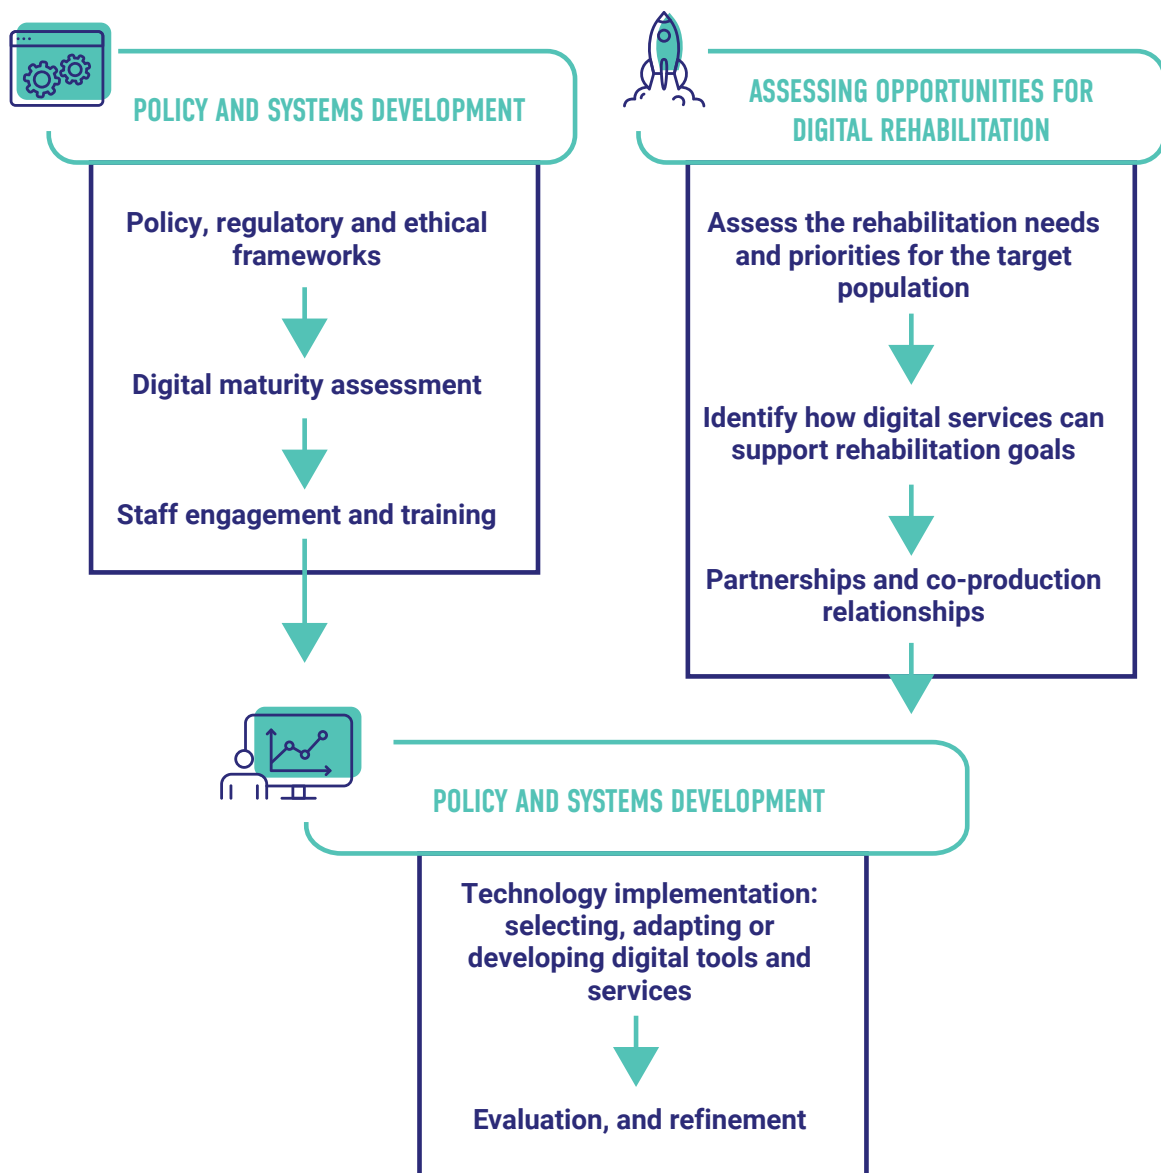 POLICY AND SYSTEMS DEVELOPMENT
Policy, regulatory and ethical
frameworks
Digital maturity assessment
Staff engagement and training
ASSESSING OPPORTUNITIES FOR
DIGITAL REHABILITATION
Assess the rehabilitation needs
and priorities for the target
population
Identify how digital services can
support rehabilitation goals
Partnerships and co-production
relationships
POLICY AND SYSTEMS DEVELOPMENT
Technology implementation:
selecting, adapting or
developing digital tools and
services
Evaluation, and refinement